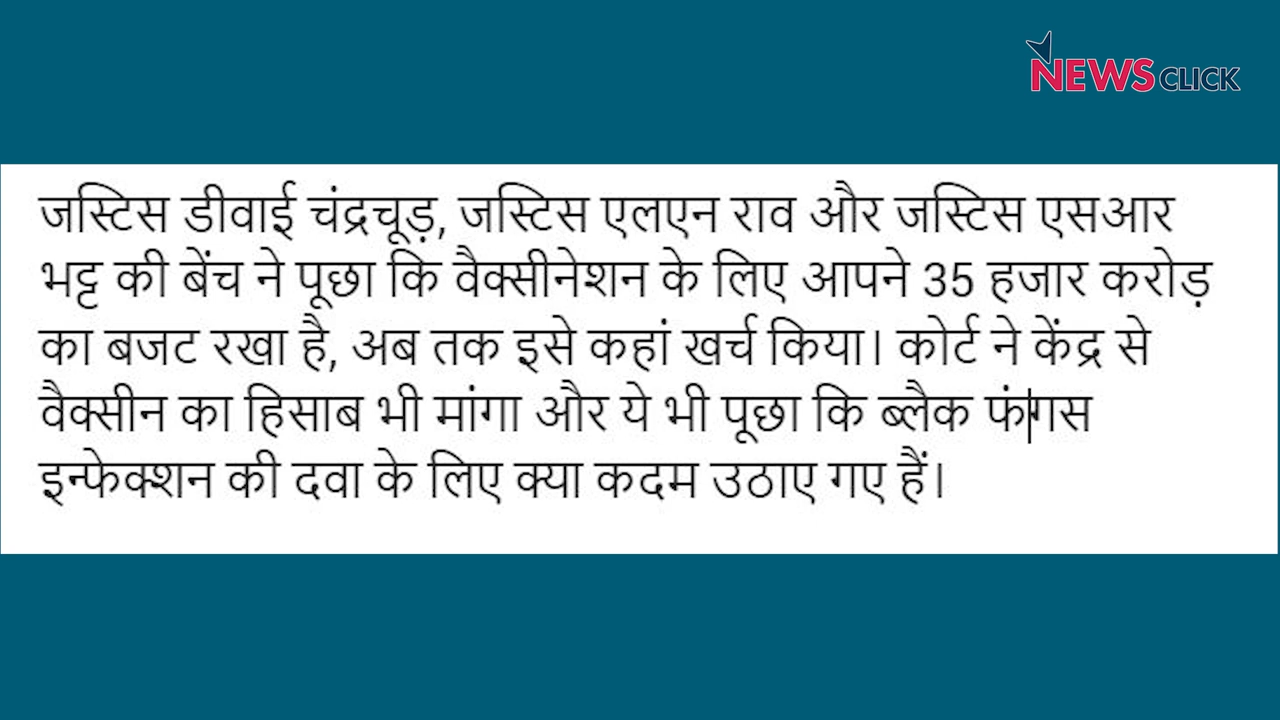 NEWSCLICK
जस्टिस डीवाई चंद्रचूड़, जस्टिस एलएन राव और जस्टिस एसआर
भट्ट की बेंच ने पूछा कि वैक्सीनेशन के लिए आपने 35 हजार करोड़
का बजट रखा है, अब तक इसे कहां खर्च किया। कोर्ट ने केंद्र से
वैक्सीन का हिसाब भी मांगा और ये भी पूछा कि ब्लैक फंगस
इन्फेक्शन की दवा के लिए क्या कदम उठाए गए हैं।